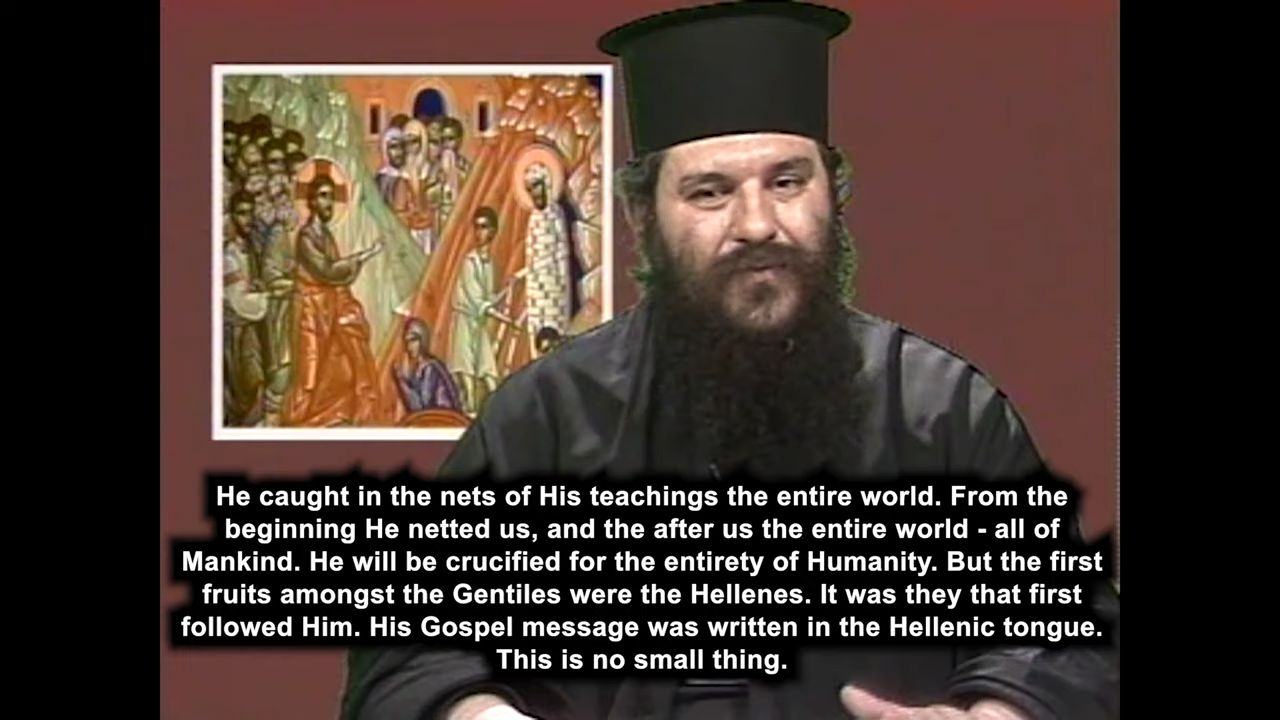 He caught in the nets of His teachings the entire world. From the
beginning He netted us, and the after us the entire world - all of
Mankind. He will be crucified for the entirety of Humanity. But the first
fruits amongst the Gentiles were the Hellenes. It was they that first
followed Him. His Gospel message was written in the Hellenic tongue.
This is no small thing.